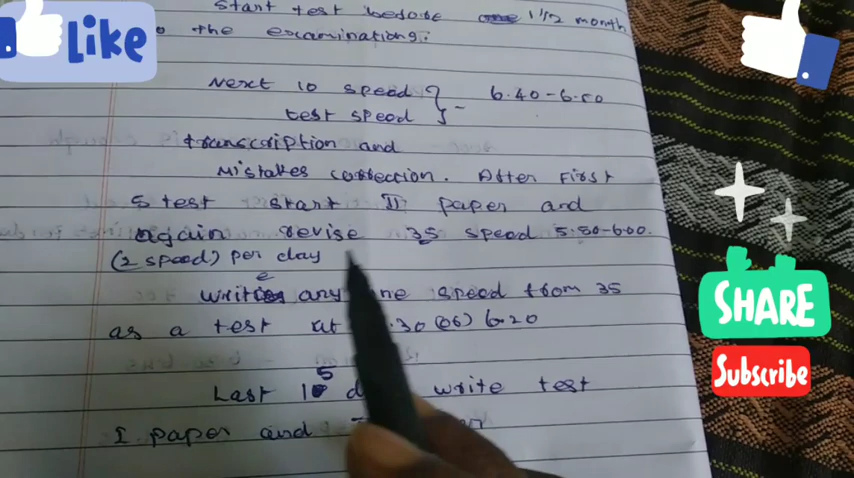 Start test before 1 1/2 month
to the examinations:
Next 10 speed } 6.40-6.50
test speed } -
transcription and
Mistakes correction. After First
5 test start II paper and
again revise 35 speed 5.50-6.00.
(2 speed) per day
write any one speed from 35
as a test at .30 (or) 6.20
Last 15 d write test
I paper and
Like
SHARE
Subscribe